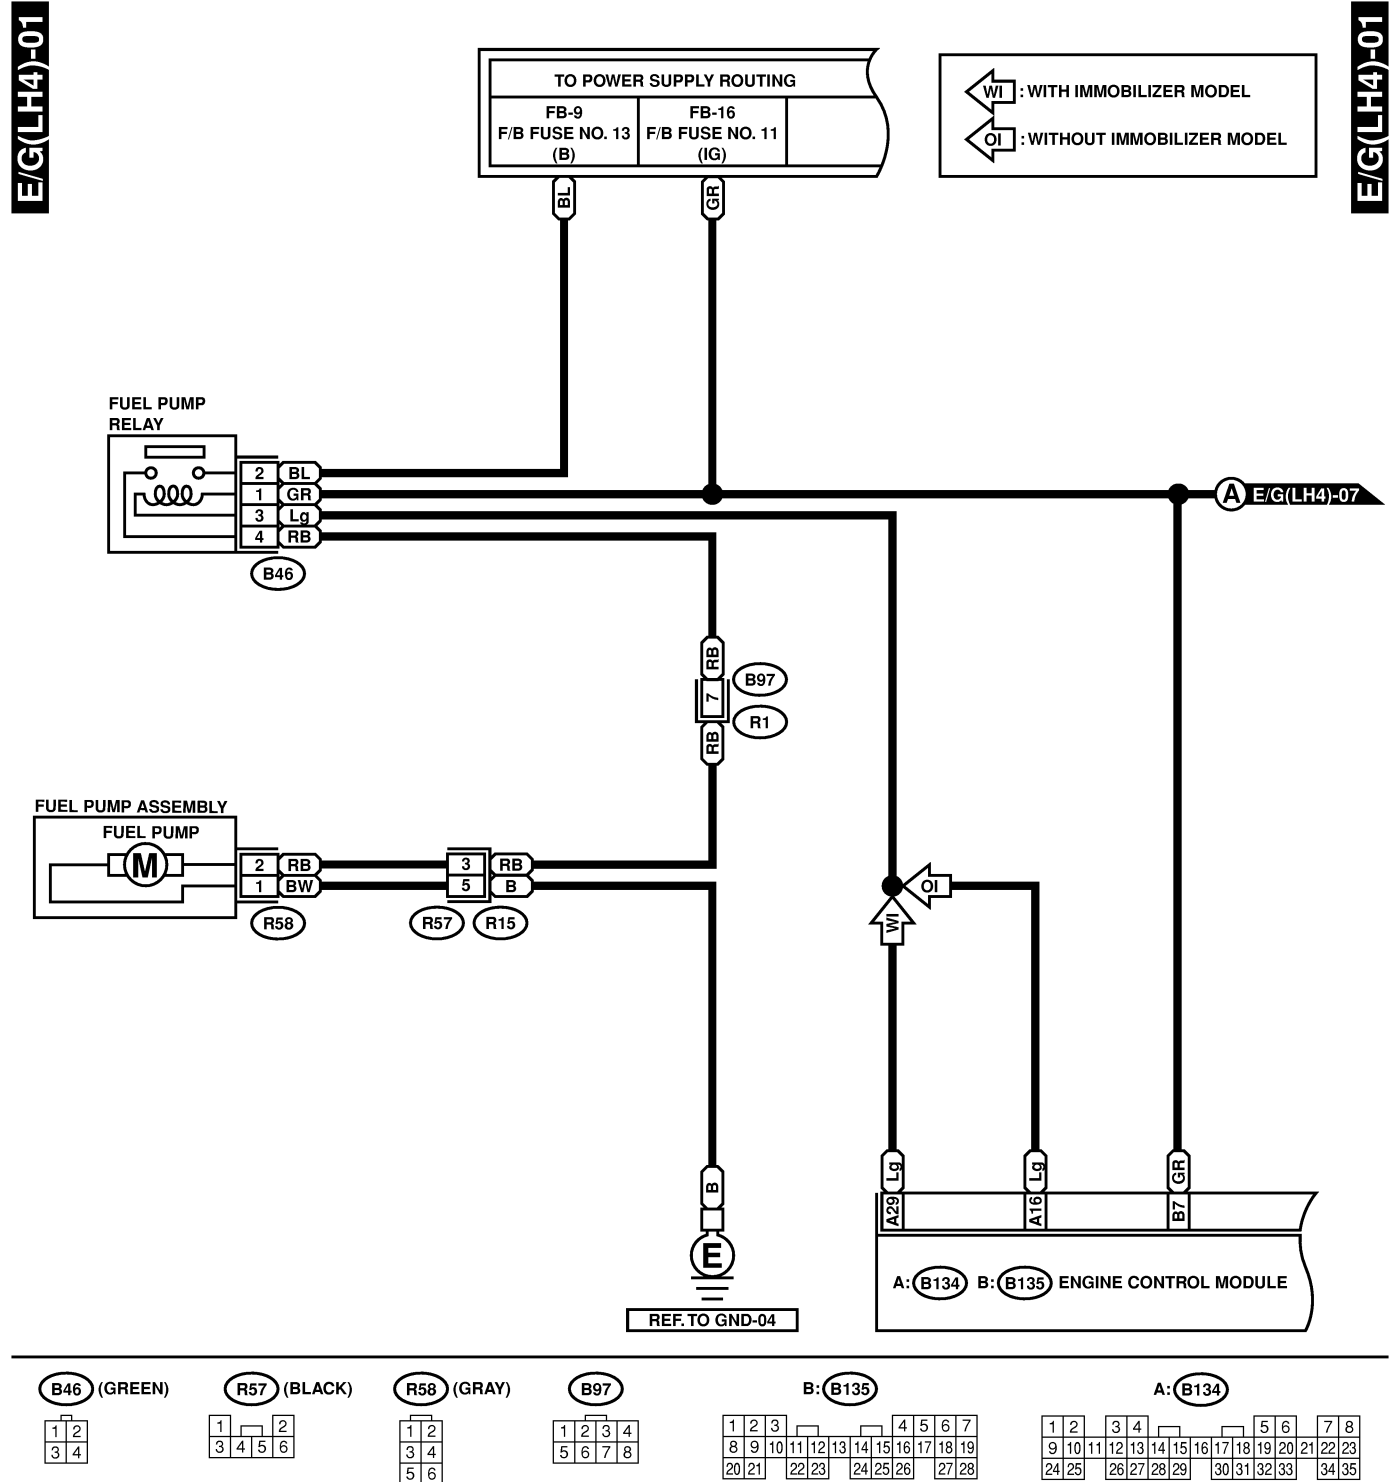 E/G(LH4)-01
E/G(LH4)-01
TO POWER SUPPLY ROUTING
FB-9
F/B FUSE NO. 13
(B)
FB-16
F/B FUSE NO. 11
(IG)
WI : WITH IMMOBILIZER MODEL
OI : WITHOUT IMMOBILIZER MODEL
BL
GR
FUEL PUMP
RELAY
2 BL
1 GR
3 Lg
4 RB
B46
A E/G(LH4)-07
RB
7
RB
B97
R1
FUEL PUMP ASSEMBLY
FUEL PUMP
M
2 RB
1 BW
R58
3 RB
5 B
R57 R15
OI
WI
B
E
REF. TO GND-04
Lg
Lg
GR
A29
A16
B7
A: B134 B: B135 ENGINE CONTROL MODULE
B46 (GREEN)
1 2
3 4
R57 (BLACK)
1 2
3 4 5 6
R58 (GRAY)
1 2
3 4
5 6
B97
1 2 3 4
5 6 7 8
B: B135
1 2 3 4 5 6 7
8 9 10 11 12 13 14 15 16 17 18 19
20 21 22 23 24 25 26 27 28
A: B134
1 2 3 4 5 6 7 8
9 10 11 12 13 14 15 16 17 18 19 20 21 22 23
24 25 26 27 28 29 30 31 32 33 34 35